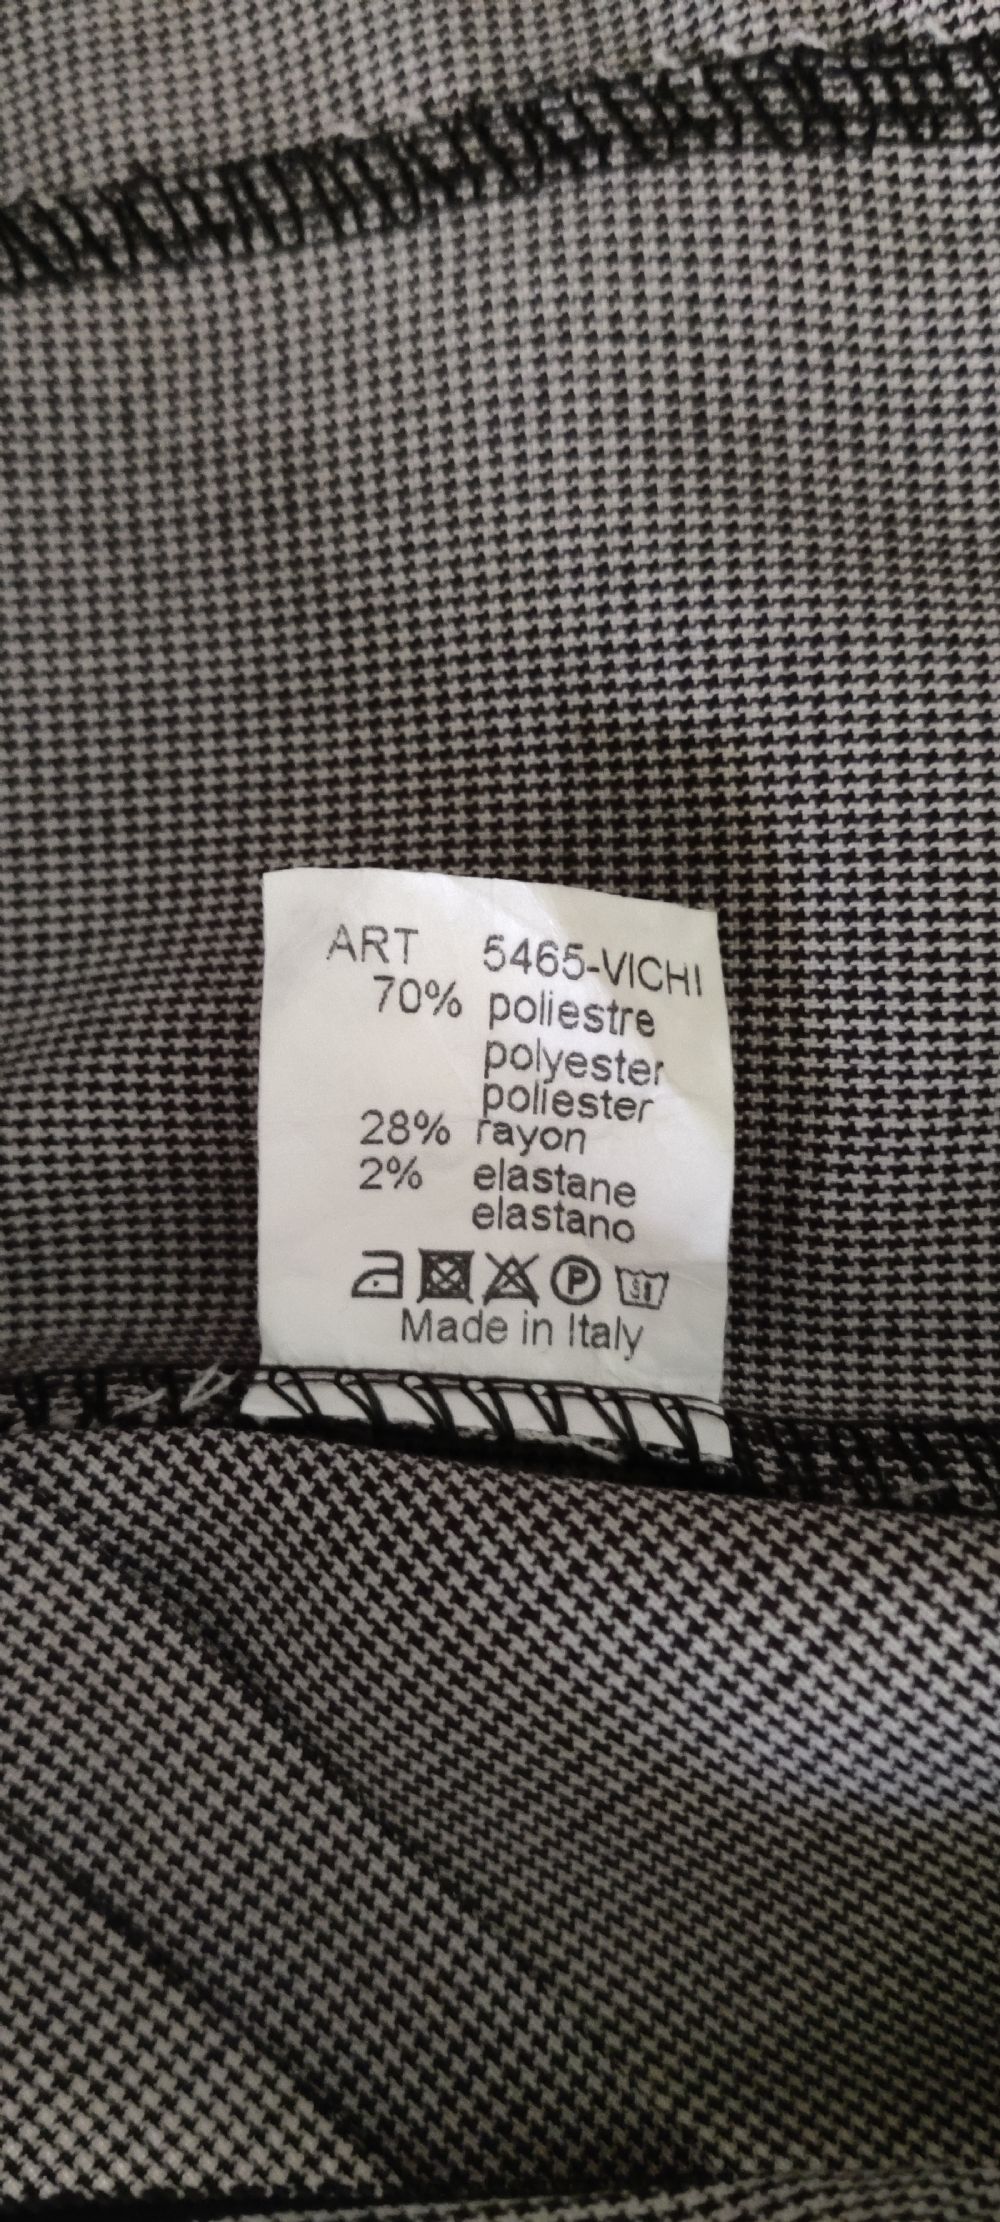 ART 5465-VICHI
70% poliestre
polyester
poliester
28% rayon
2% elastane
elastano
P
Made in Italy